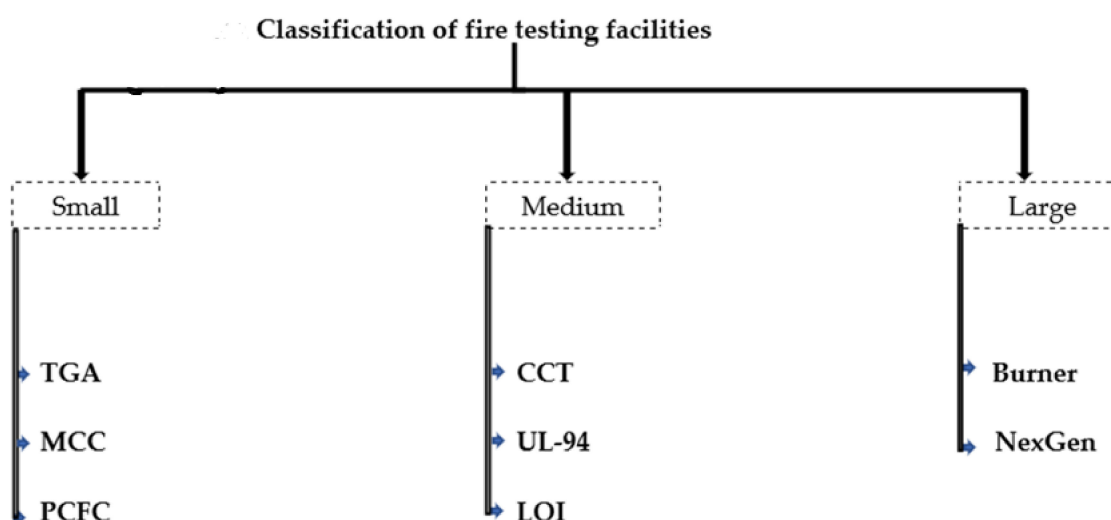 Classification of fire testing facilities
Small
Medium
Large
TGA
MCC
PCFC
CCT
UL-94
LOI
Burner
NexGen